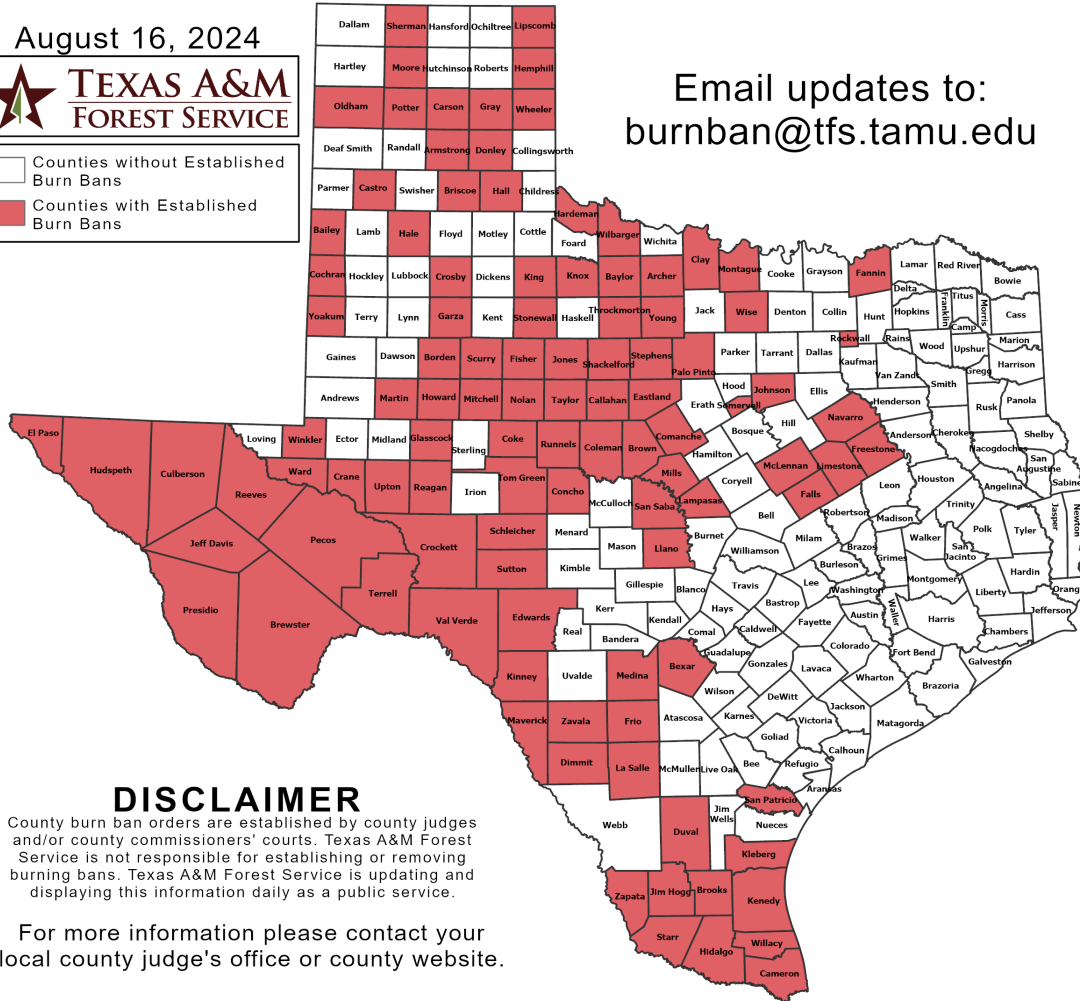 August 16, 2024
TEXAS A&M
FOREST SERVICE
Counties without Established
Burn Bans
Counties with Established
Burn Bans
Email updates to:
burnban@tfs.tamu.edu
Dallam Sherman Hansford Ochiltree Lipscomb
Hartley Moore Hutchinson Roberts Hemphill
Oldham Potter Carson Gray Wheeler
Deaf Smith Randall Armstrong Donley Collingsworth
Parmer Castro Swisher Briscoe Hall Childress
Hardeman
Bailey Lamb Hale Floyd Motley Cottle Foard Wilbarger Wichita
Clay Montague Cooke Grayson Fannin Lamar Red River Bowie
Cochran Hockley Lubbock Crosby Dickens King Knox Baylor Archer
Delta Franklin Titus Morris Cass
Yoakum Terry Lynn Garza Kent Stonewall Haskell Throckmorton Young Jack Wise Denton Collin Hunt Hopkins
Camp
Rockwall Rains Wood Upshur Marion
Gaines Dawson Borden Scurry Fisher Jones Shackelford Stephens Palo Pinto Parker Tarrant Dallas Kaufman Van Zandt Gregg Harrison
Andrews Martin Howard Mitchell Nolan Taylor Callahan Eastland Erath Hood Somervell Johnson Ellis Henderson Smith Rusk Panola
El Paso Loving Winkler Ector Midland Glasscock Sterling Coke Runnels Coleman Brown Comanche Hamilton Bosque Hill Navarro Freestone Anderson Cherokee Nacogdoches Shelby
San Augustine Sabine
Hudspeth Culberson Reeves Ward Crane Upton Reagan Irion Tom Green Concho McCulloch San Saba Mills Lampasas Coryell McLennan Limestone Falls Leon Houston Angelina
Trinity Jasper Newton
Jeff Davis Pecos Crockett Schleicher Menard Mason Llano Burnet Bell Milam Robertson Madison Walker Polk Tyler
San Jacinto
Sutton Kimble Williamson Brazos Grimes
Burleson Montgomery Liberty Hardin Orang
Presidio Brewster Terrell Val Verde Edwards Gillespie Blanco Travis Lee Washington Waller Harris Jefferson
Kerr Kendall Hays Bastrop Fayette Austin Chambers
Real Bandera Comal Caldwell Colorado Fort Bend Galveston
Kinney Uvalde Medina Bexar Guadalupe Gonzales Lavaca Wharton Brazoria
Wilson DeWitt Jackson Matagorda
Maverick Zavala Frio Atascosa Karnes Victoria
Goliad Calhoun
Dimmit La Salle McMullen Live Oak Bee Refugio
Aransas
Webb Duval Jim Wells San Patricio Nueces
Kleberg
Zapata Jim Hogg Brooks Kenedy
Starr Hidalgo Willacy
Cameron
DISCLAIMER
County burn ban orders are established by county judges
and/or county commissioners' courts. Texas A&M Forest
Service is not responsible for establishing or removing
burning bans. Texas A&M Forest Service is updating and
displaying this information daily as a public service.
For more information please contact your
local county judge's office or county website.